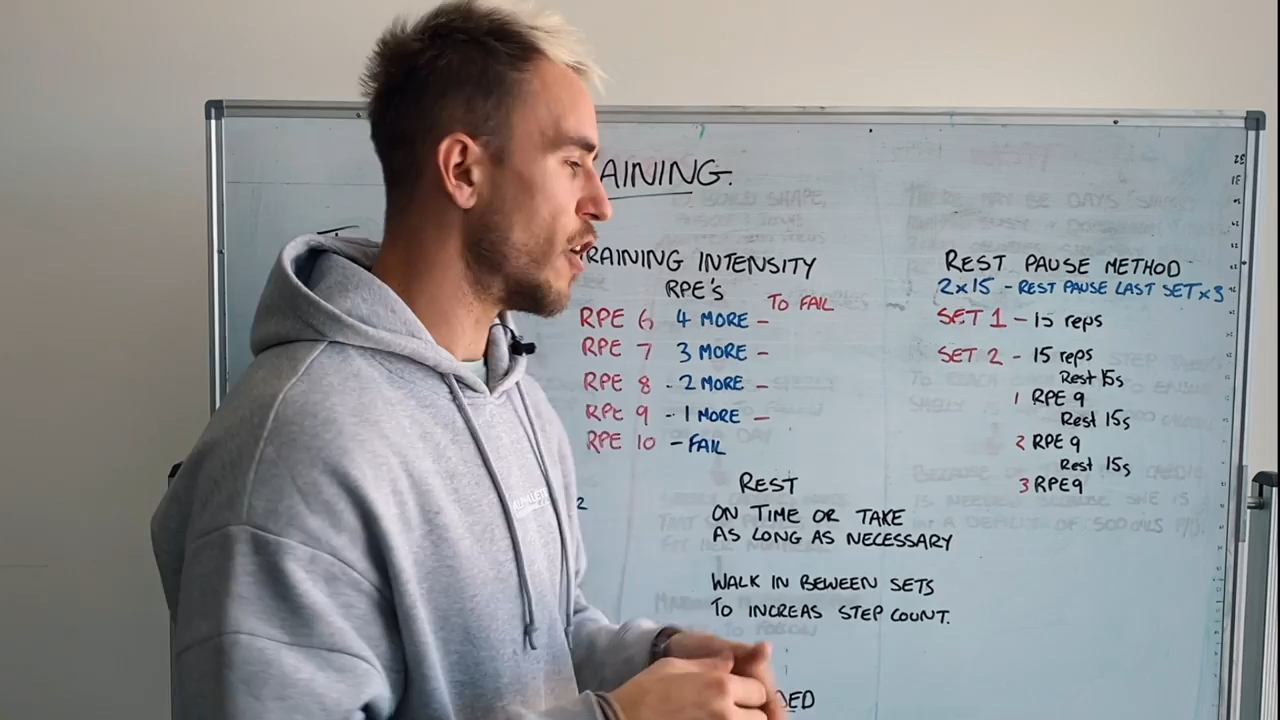 AINING.
RAINING INTENSITY
RPE'S
TO FAIL
RPE 6 4 MORE –
RPE 7 3 MORE –
RPE 8 - 2 MORE –
RPE 9 - 1 MORE –
RPE 10 – FAIL
REST
ON TIME OR TAKE
AS LONG AS NECESSARY
WALK IN BEWEEN SETS
TO INCREAS STEP COUNT.
DED
REST PAUSE METHOD
2x15 - REST PAUSE LAST SET x3
SET 1 – 15 reps
SET 2 - 15 reps
Rest 15s
1 RPE 9
Rest 15s
2 RPE 9
Rest 15s
3 RPE9